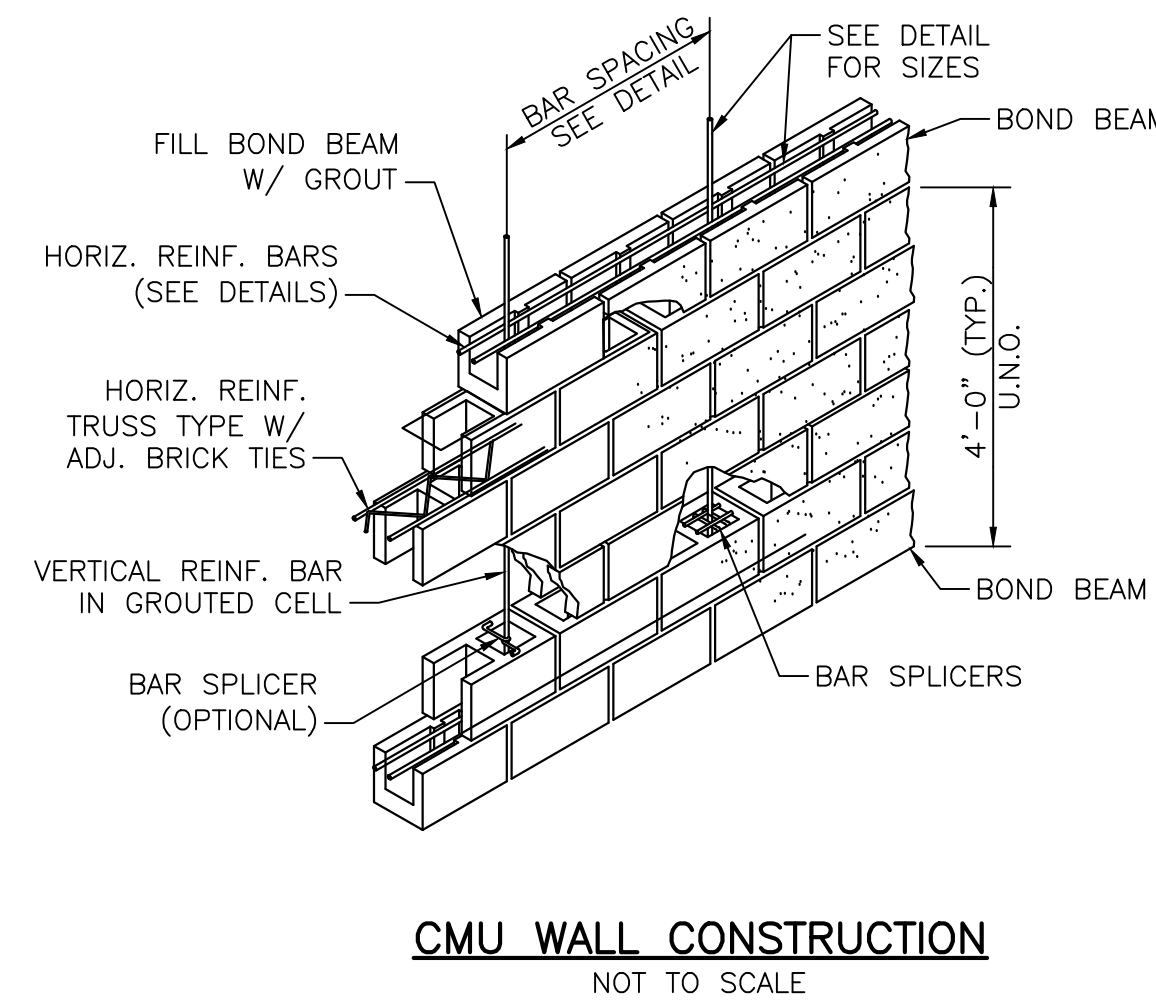 BAR SPACING
SEE DETAIL
SEE DETAIL
FOR SIZES
BOND BEAM
FILL BOND BEAM
W/ GROUT
HORIZ. REINF. BARS
(SEE DETAILS)
HORIZ. REINF.
TRUSS TYPE W/
ADJ. BRICK TIES
4'-0" (TYP.)
U.N.O.
VERTICAL REINF. BAR
IN GROUTED CELL
BOND BEAM
BAR SPLICER
(OPTIONAL)
BAR SPLICERS
CMU WALL CONSTRUCTION
NOT TO SCALE